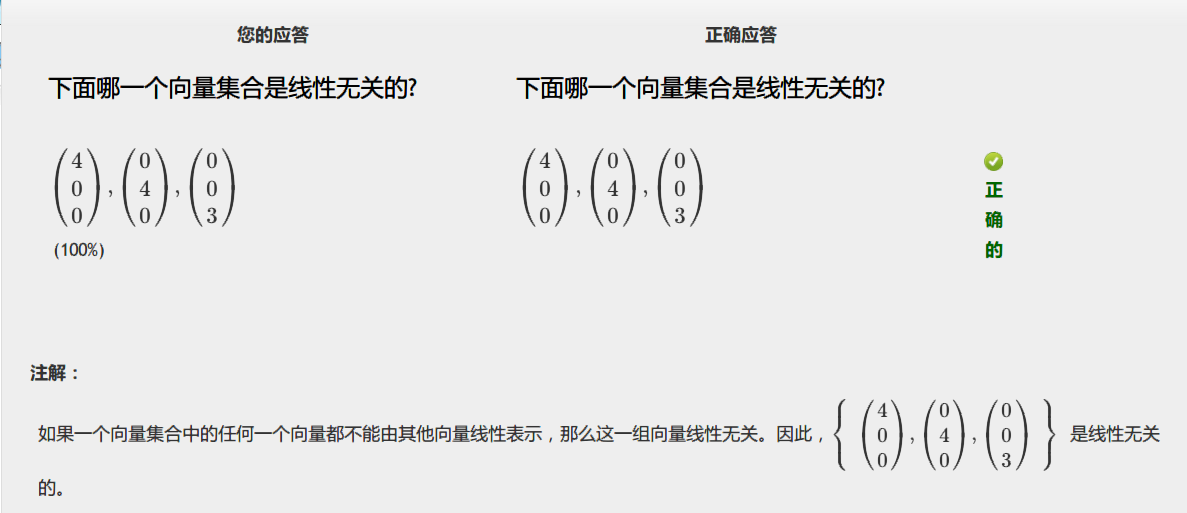 您的应答 正确应答
下面哪一个向量集合是线性无关的? 下面哪一个向量集合是线性无关的?
(4 0 0), (0 4 0), (0 0 3) (4 0 0), (0 4 0), (0 0 3)
(100%)
正
确
的
注解：
如果一个向量集合中的任何一个向量都不能由其他向量线性表示，那么这一组向量线性无关。因此，{ (4 0 0), (0 4 0), (0 0 3) } 是线性无关
的。